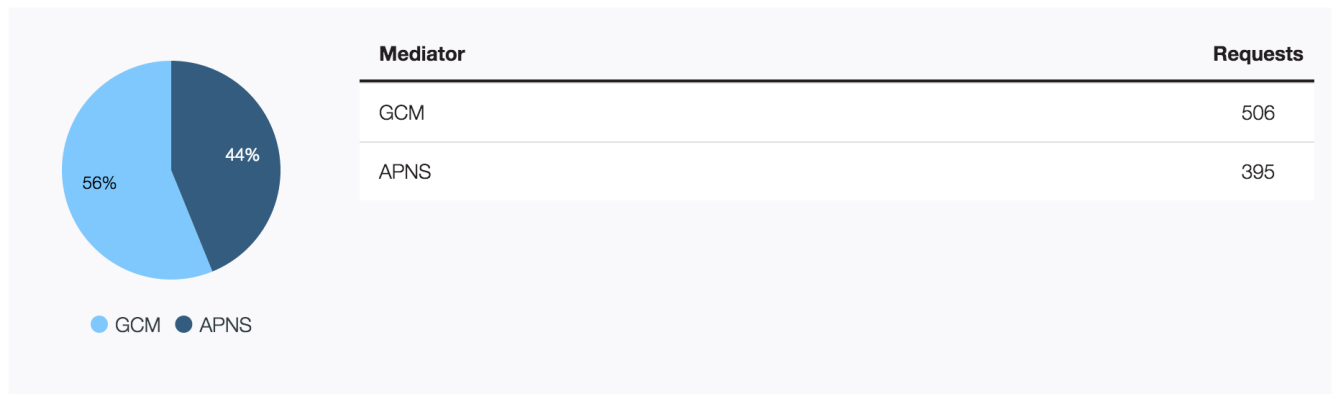 44%
56%
GCM APNS
Mediator Requests
GCM 506
APNS 395